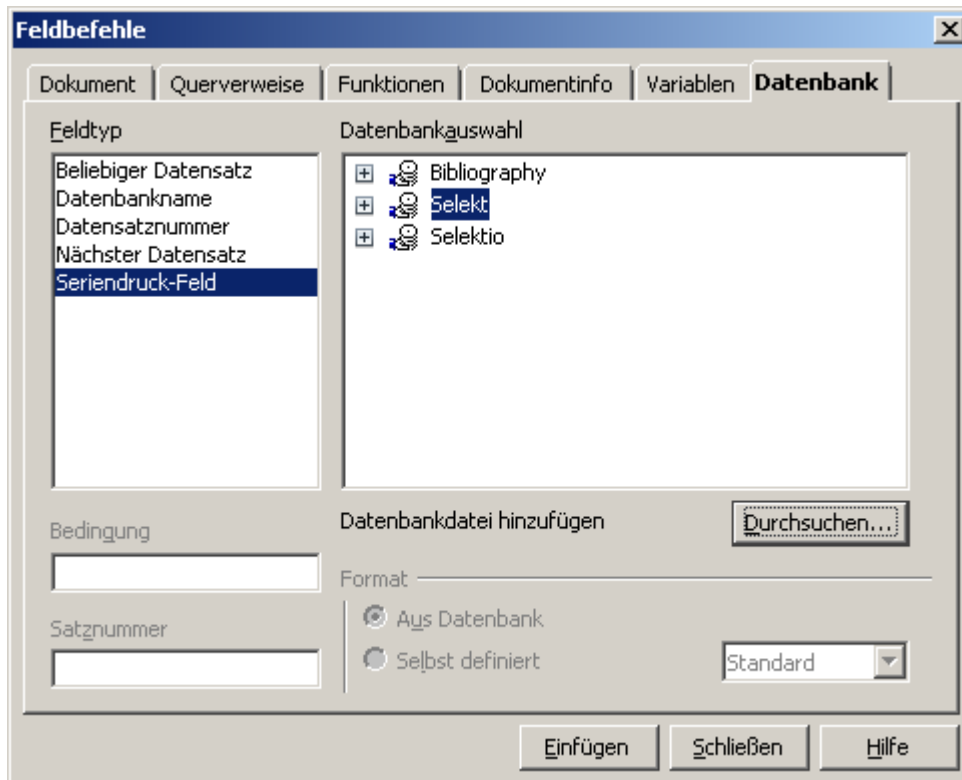 Feldbefehle
Dokument
Querverweise
Funktionen
Dokumentinfo
Variablen
Datenbank
Feldtyp
Beliebiger Datensatz
Datenbankname
Datensatznummer
Nächster Datensatz
Seriendruck-Feld
Datenbankauswahl
Bibliography
Selekt
Selektio
Bedingung
Satznummer
Datenbankdatei hinzufügen
Durchsuchen...
Format
Aus Datenbank
Selbst definiert
Standard
Einfügen
Schließen
Hilfe